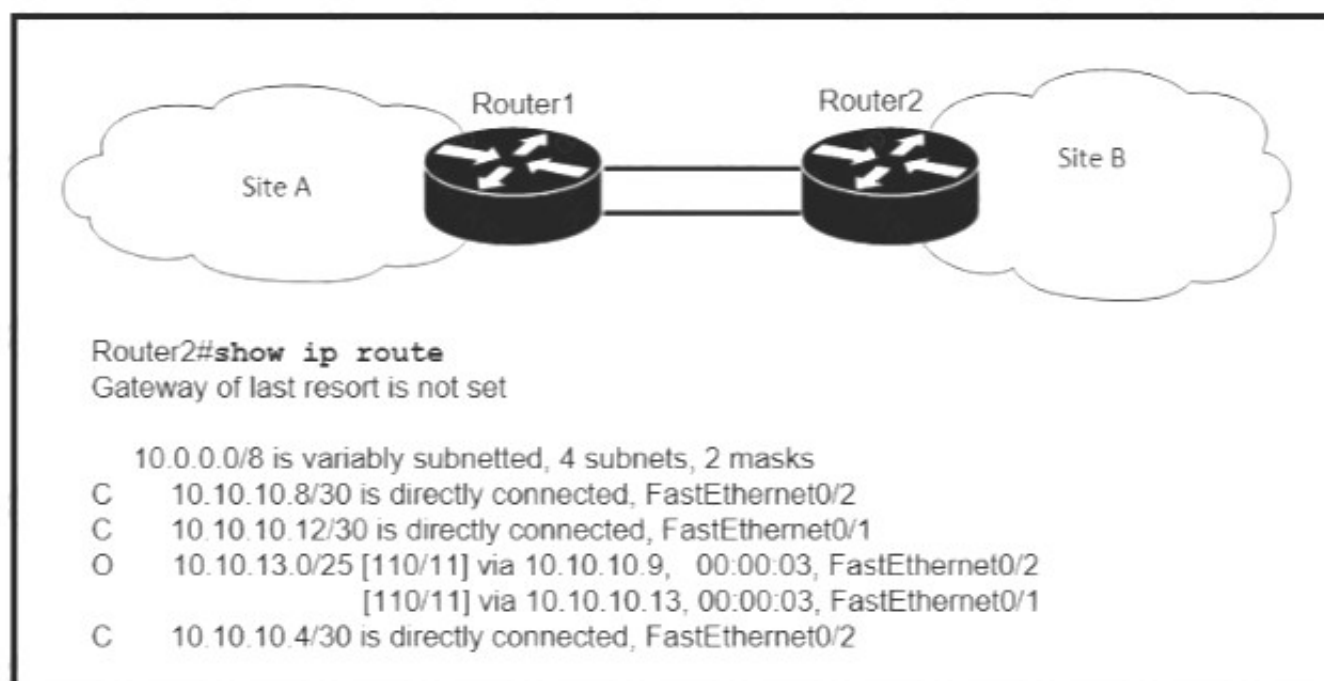 Router1
Router2
Site A
Site B
Router2#show ip route
Gateway of last resort is not set
10.0.0.0/8 is variably subnetted, 4 subnets, 2 masks
C 10.10.10.8/30 is directly connected, FastEthernet0/2
C 10.10.10.12/30 is directly connected, FastEthernet0/1
O 10.10.13.0/25 [110/11] via 10.10.10.9, 00:00:03, FastEthernet0/2
[110/11] via 10.10.10.13, 00:00:03, FastEthernet0/1
C 10.10.10.4/30 is directly connected, FastEthernet0/2